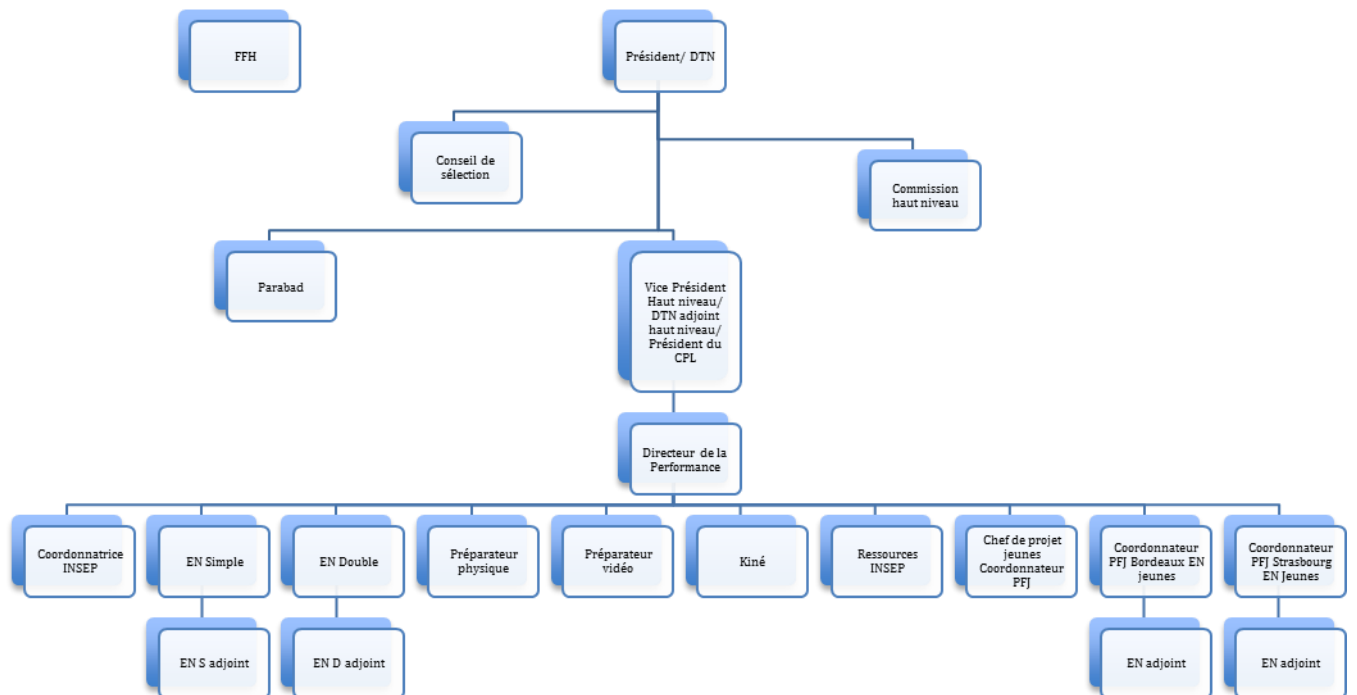 FFH
Président/ DTN
Conseil de
sélection
Commission
haut niveau
Parabad
Vice Président
Haut niveau/
DTN adjoint
haut niveau/
Président du
CPL
Directeur de la
Performance
Coordonnatrice
INSEP
EN Simple
EN Double
Préparateur
physique
Préparateur
vidéo
Kiné
Ressources
INSEP
Chef de projet
jeunes
Coordonnateur
PFJ
Coordonnateur
PFJ Bordeaux EN
jeunes
Coordonnateur
PFJ Strasbourg
EN Jeunes
EN S adjoint
EN D adjoint
EN adjoint
EN adjoint